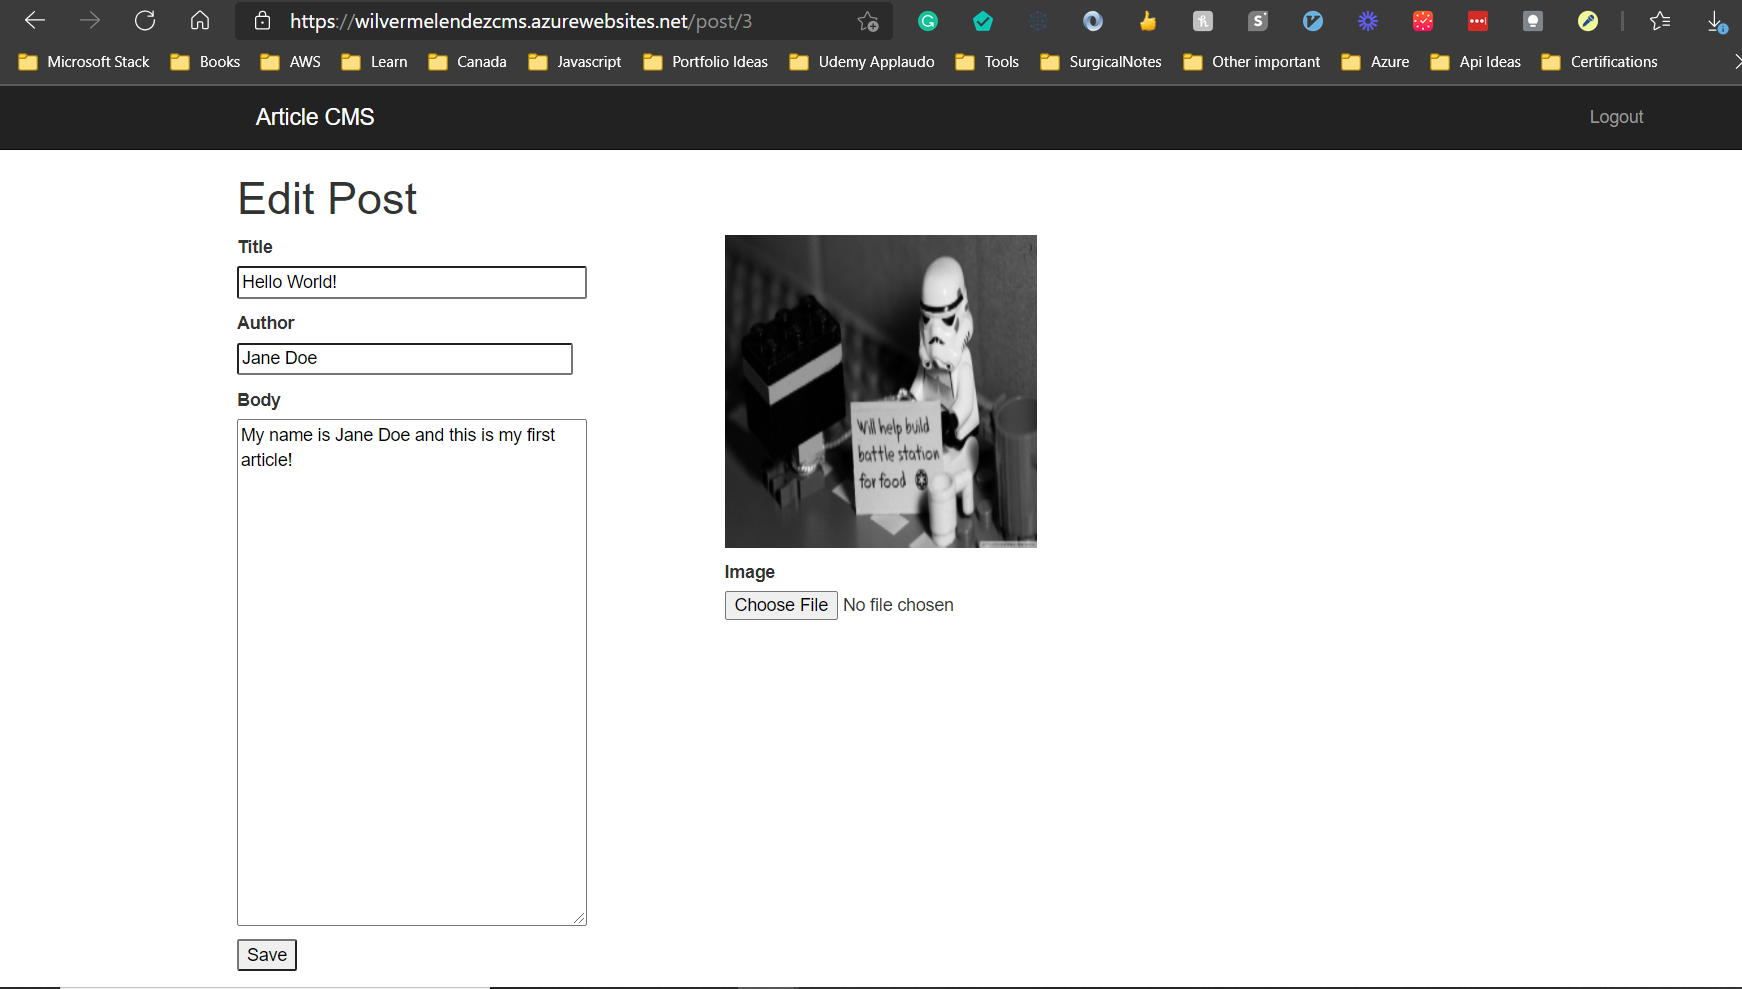 https://wilvermelendezcms.azurewebsites.net/post/3
Microsoft Stack Books AWS Learn Canada Javascript Portfolio Ideas Udemy Applaudo Tools SurgicalNotes Other important Azure Api Ideas Certifications
Article CMS Logout
Edit Post
Title
Hello World!
Author
Jane Doe
Body
My name is Jane Doe and this is my first
article!
Will help build
battle station
for food
Image
Choose File No file chosen
Save